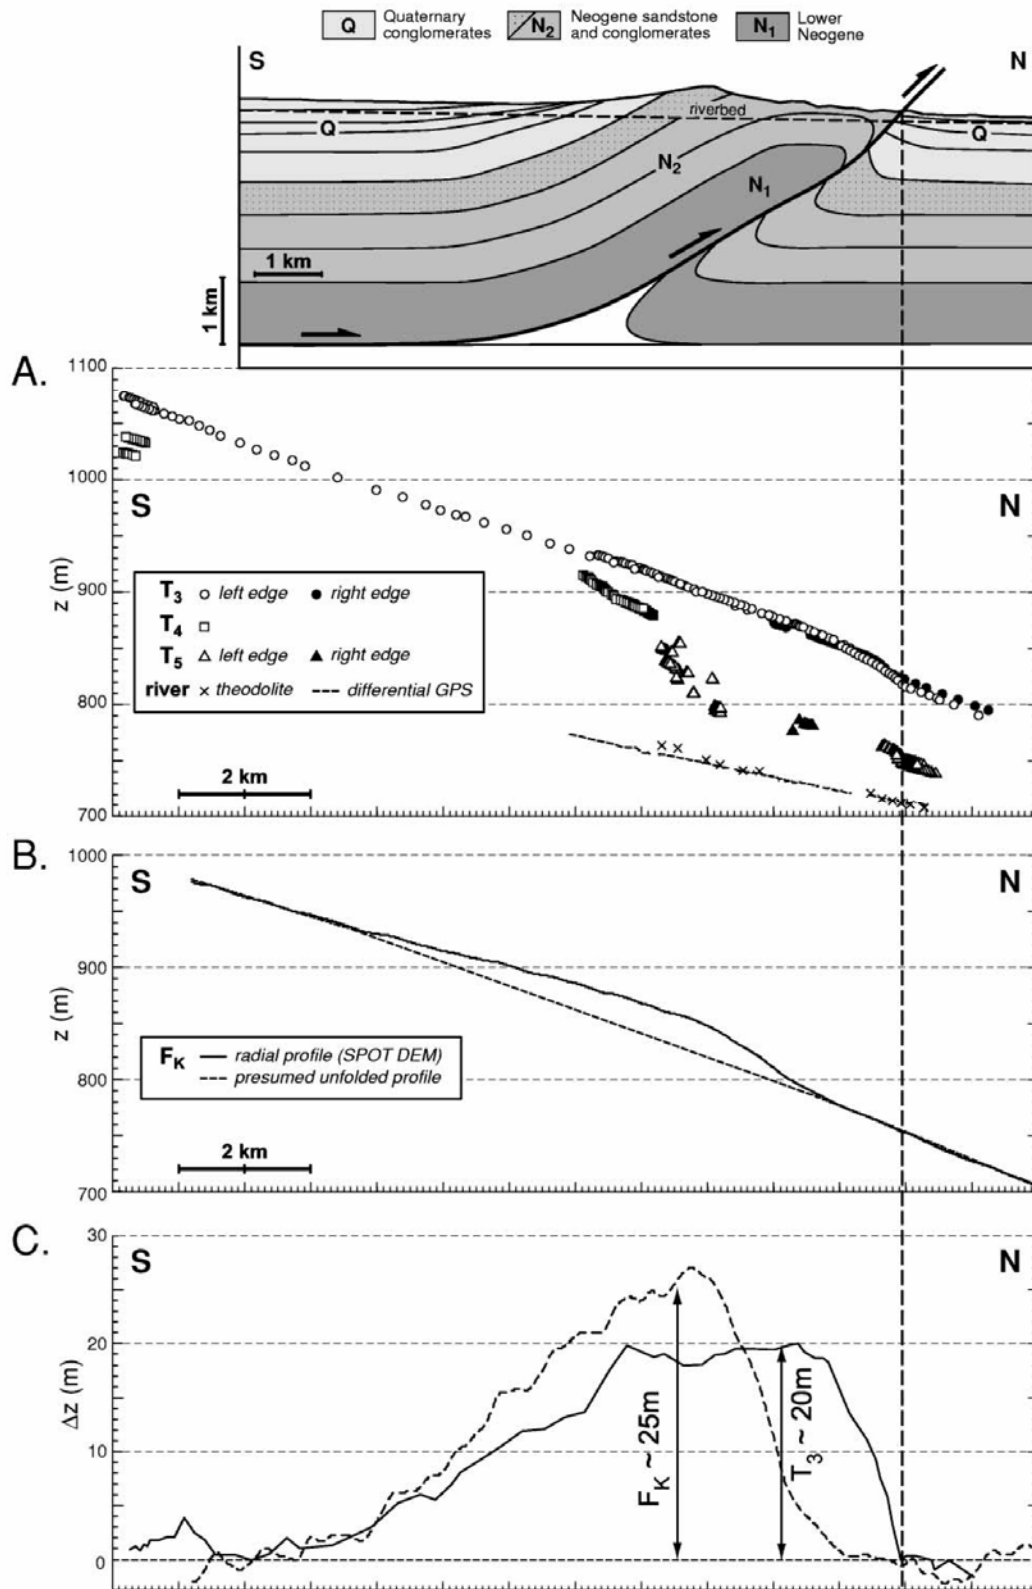 Q Quaternary conglomerates
N2 Neogene sandstone and conglomerates
N1 Lower Neogene
S N
riverbed
Q Q
N2
N1
1 km
1 km
A.
1100
1000
S N
900
z (m)
T3 left edge right edge
T4
T5 left edge right edge
river theodolite differential GPS
800
2 km
700
B.
1000
S N
900
z (m)
FK radial profile (SPOT DEM)
presumed unfolded profile
800
2 km
700
C.
30
S N
20
Δz (m)
FK ~ 25m
T3 ~ 20m
10
0